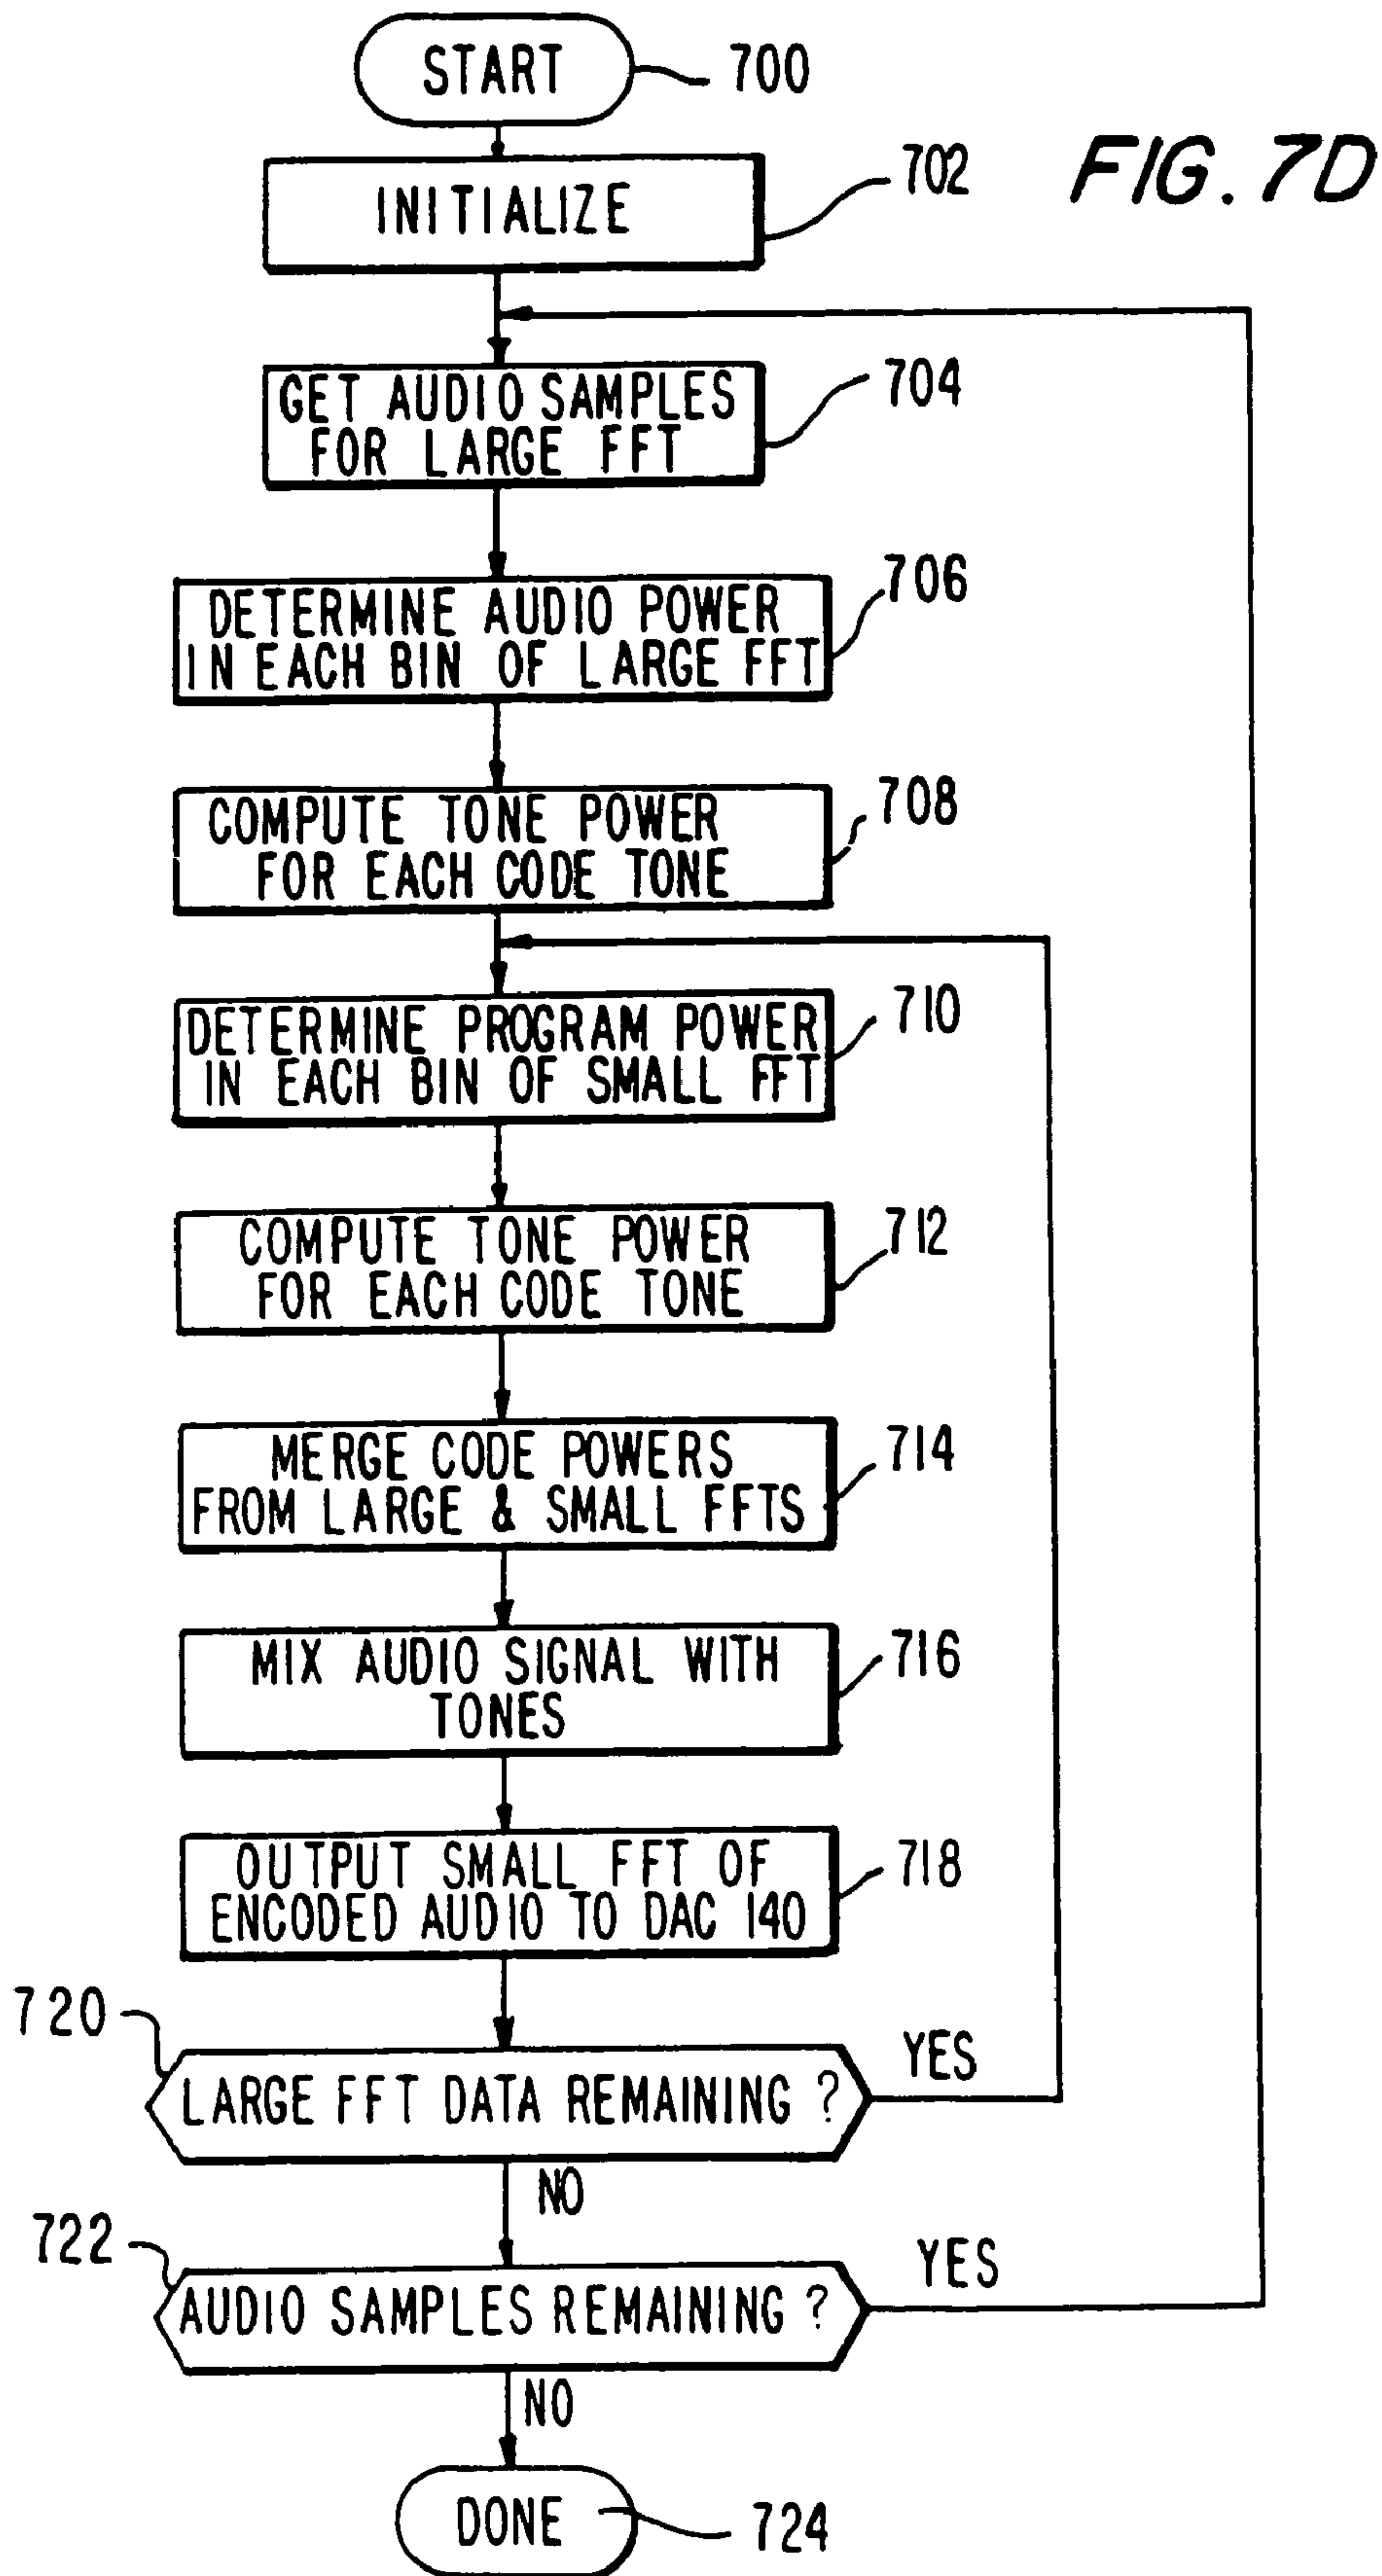 START
700
FIG. 7D
INITIALIZE
702
GET AUDIO SAMPLES
FOR LARGE FFT
704
DETERMINE AUDIO POWER
IN EACH BIN OF LARGE FFT
706
COMPUTE TONE POWER
FOR EACH CODE TONE
708
DETERMINE PROGRAM POWER
IN EACH BIN OF SMALL FFT
710
COMPUTE TONE POWER
FOR EACH CODE TONE
712
MERGE CODE POWERS
FROM LARGE & SMALL FFTS
714
MIX AUDIO SIGNAL WITH
TONES
716
OUTPUT SMALL FFT OF
ENCODED AUDIO TO DAC 140
718
720
LARGE FFT DATA REMAINING ?
YES
NO
722
AUDIO SAMPLES REMAINING ?
YES
NO
DONE
724